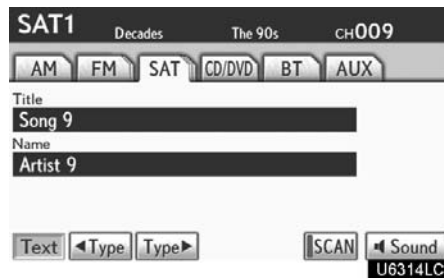 SAT1 Decades The 90s CH009
AM FM SAT CD/DVD BT AUX
Title
Song 9
Name
Artist 9
Text ◄Type Type► SCAN Sound
U6314LC